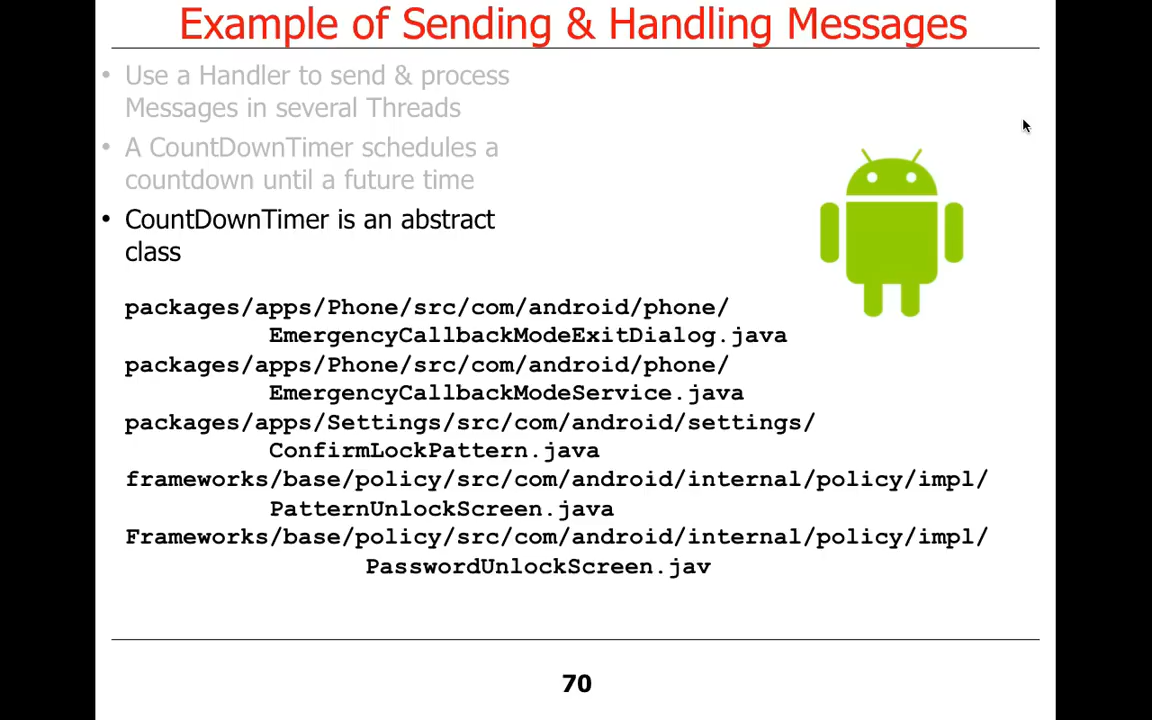 Example of Sending & Handling Messages
• Use a Handler to send & process
Messages in several Threads
• A CountDownTimer schedules a
countdown until a future time
• CountDownTimer is an abstract
class
packages/apps/Phone/src/com/android/phone/
EmergencyCallbackModeExitDialog.java
packages/apps/Phone/src/com/android/phone/
EmergencyCallbackModeService.java
packages/apps/Settings/src/com/android/settings/
ConfirmLockPattern.java
frameworks/base/policy/src/com/android/internal/policy/impl/
PatternUnlockScreen.java
Frameworks/base/policy/src/com/android/internal/policy/impl/
PasswordUnlockScreen.jav
70